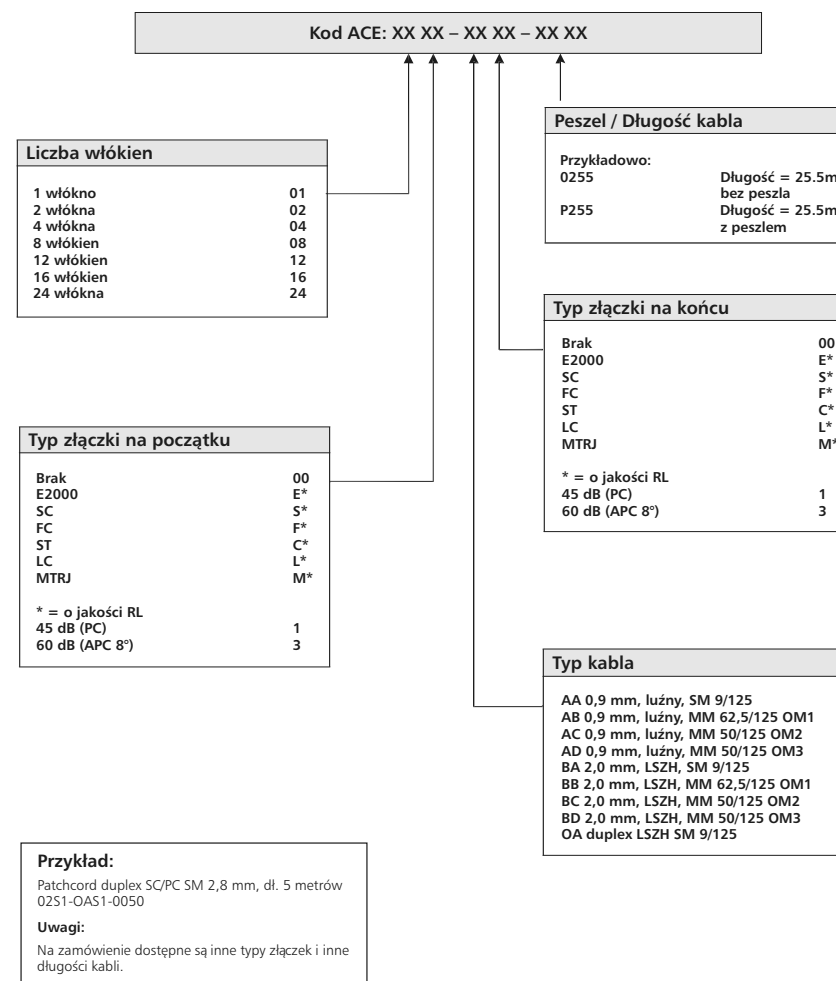 Kod ACE: XX XX – XX XX – XX XX
Peszel / Długość kabla
Przykładowo:
0255 Długość = 25.5m
bez peszla
P255 Długość = 25.5m
z peszlem
Liczba włókien
1 włókno 01
2 włókna 02
4 włókna 04
8 włókien 08
12 włókien 12
16 włókien 16
24 włókna 24
Typ złączki na końcu
Brak 00
E2000 E*
SC S*
FC F*
ST C*
LC L*
MTRJ M*
* = o jakości RL
45 dB (PC) 1
60 dB (APC 8°) 3
Typ złączki na początku
Brak 00
E2000 E*
SC S*
FC F*
ST C*
LC L*
MTRJ M*
* = o jakości RL
45 dB (PC) 1
60 dB (APC 8°) 3
Typ kabla
AA 0,9 mm, luźny, SM 9/125
AB 0,9 mm, luźny, MM 62,5/125 OM1
AC 0,9 mm, luźny, MM 50/125 OM2
AD 0,9 mm, luźny, MM 50/125 OM3
BA 2,0 mm, LSZH, SM 9/125
BB 2,0 mm, LSZH, MM 62,5/125 OM1
BC 2,0 mm, LSZH, MM 50/125 OM2
BD 2,0 mm, LSZH, MM 50/125 OM3
OA duplex LSZH SM 9/125
Przykład:
Patchcord duplex SC/PC SM 2,8 mm, dł. 5 metrów
02S1-OAS1-0050
Uwagi:
Na zamówienie dostępne są inne typy złączek i inne
długości kabli.